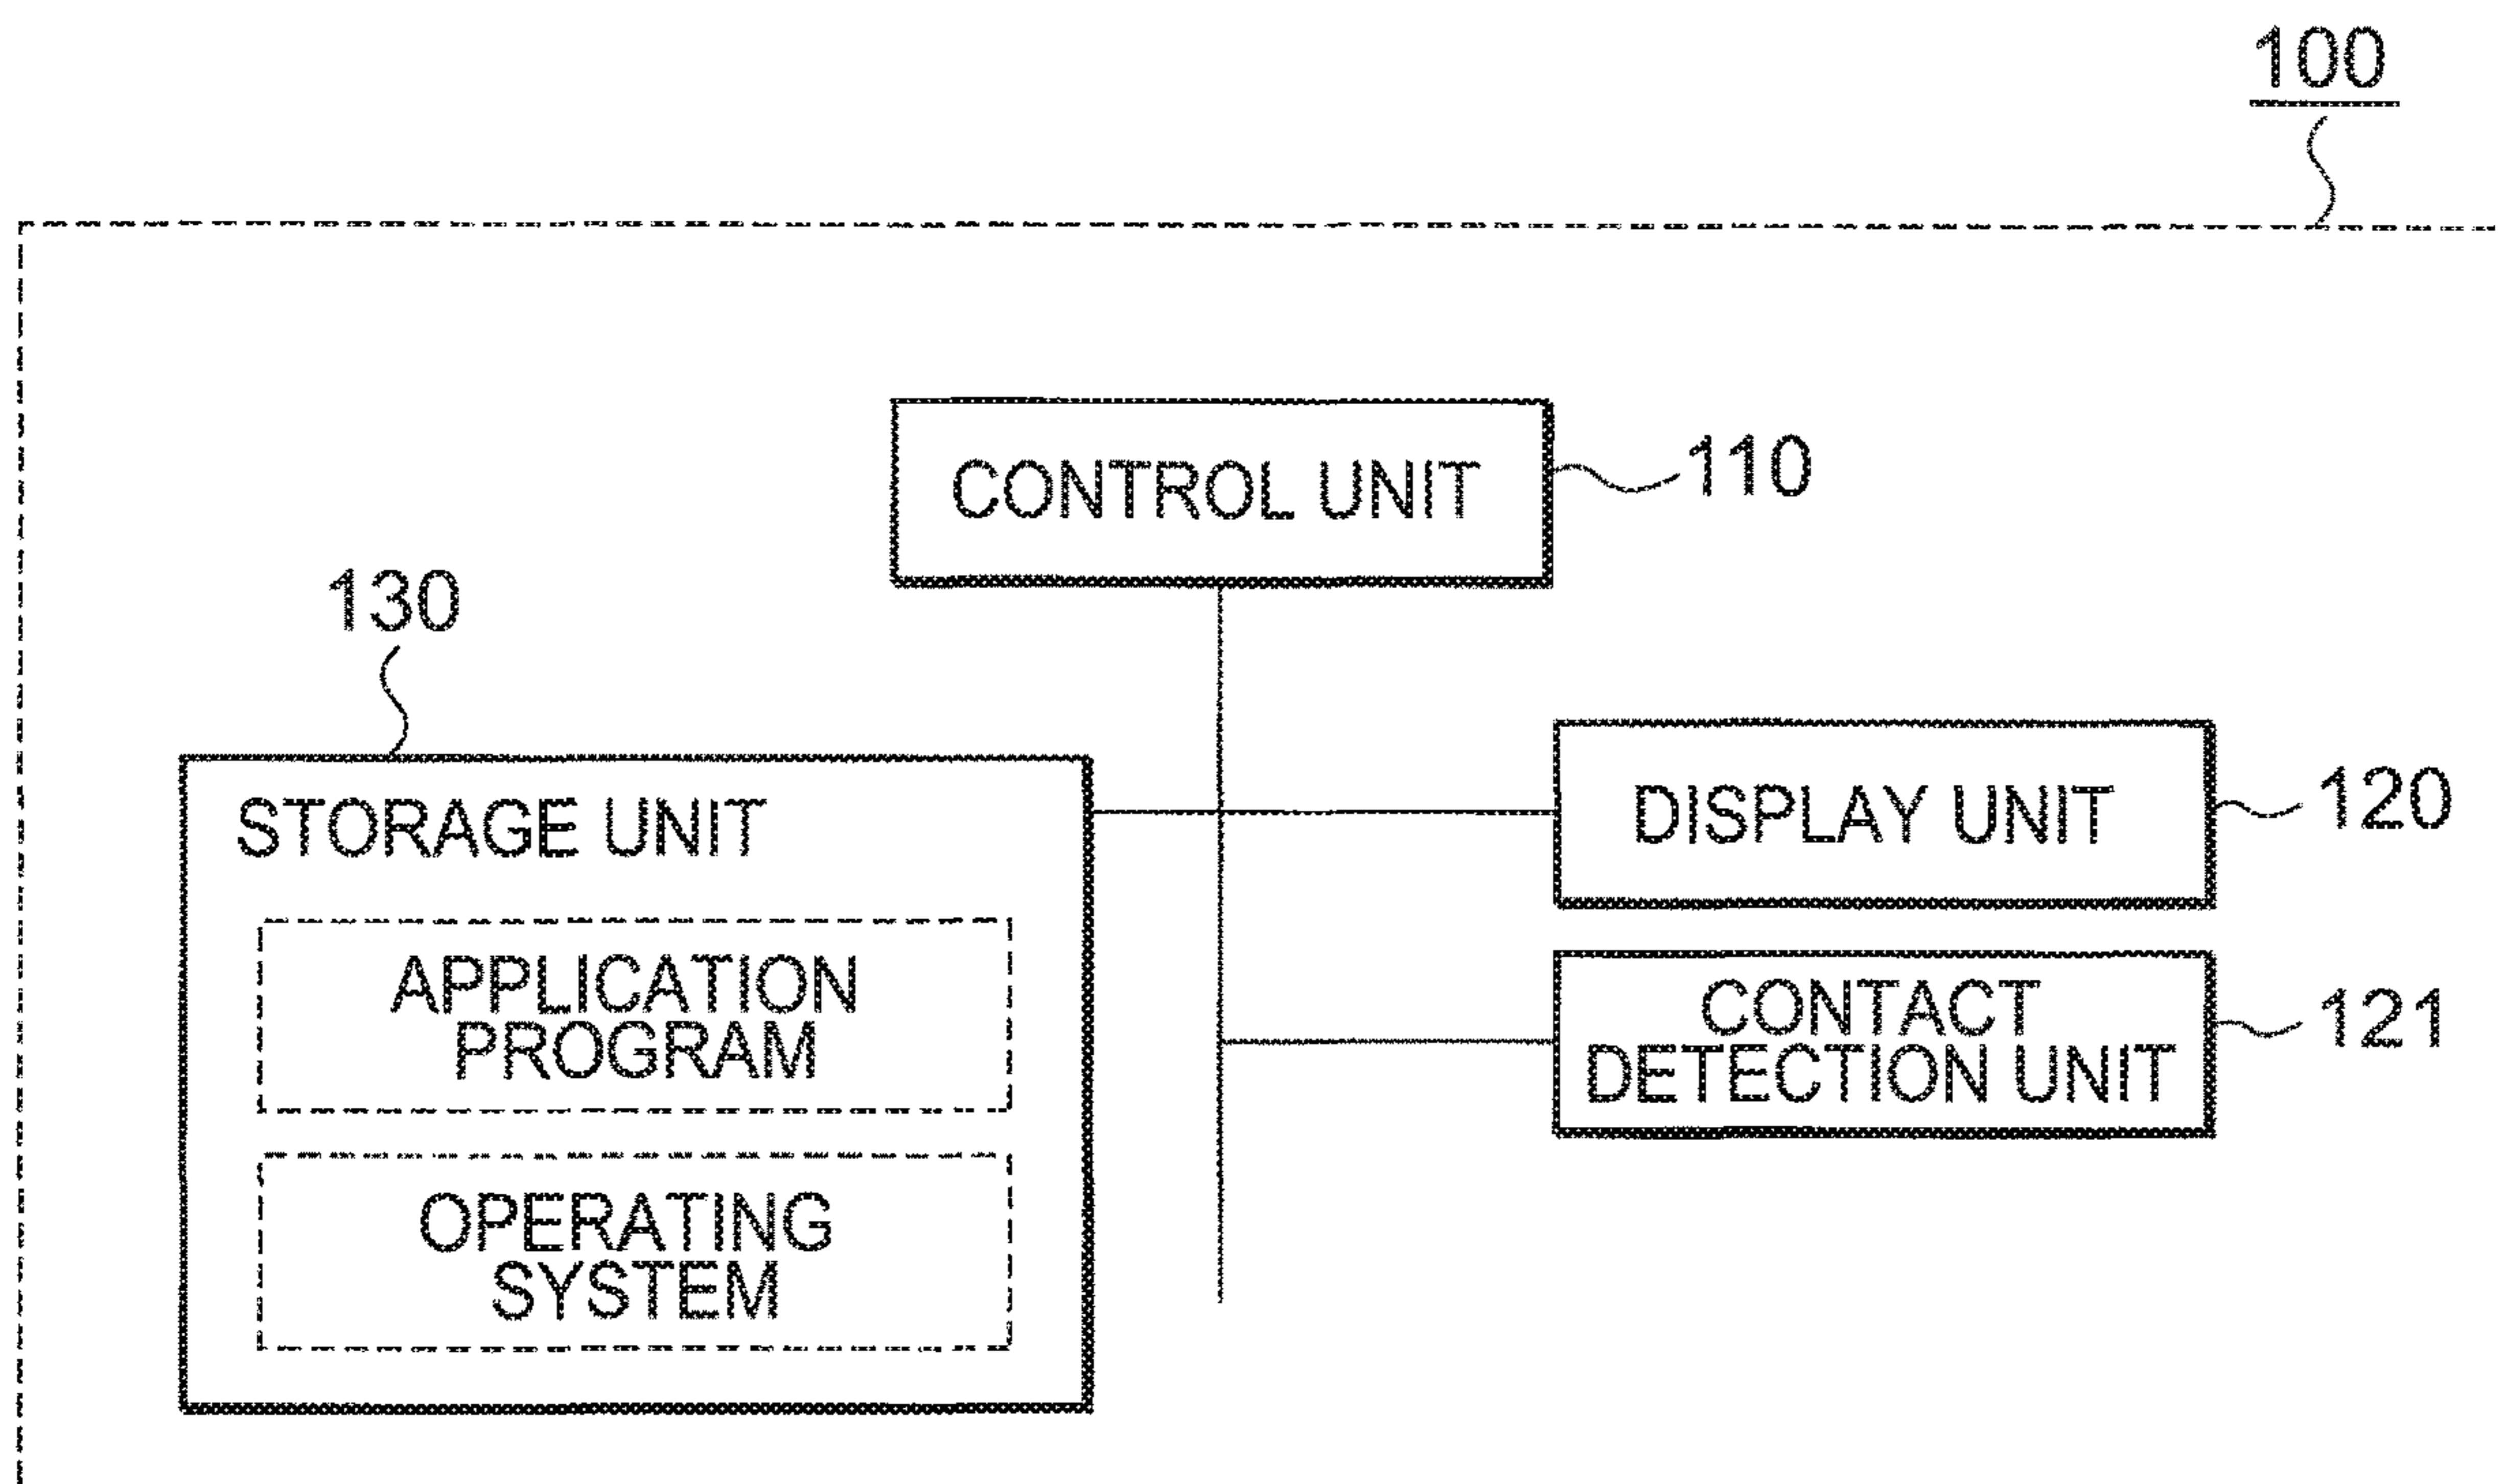 100
CONTROL UNIT
110
130
STORAGE UNIT
APPLICATION
PROGRAM
OPERATING
SYSTEM
DISPLAY UNIT
120
CONTACT
DETECTION UNIT
121